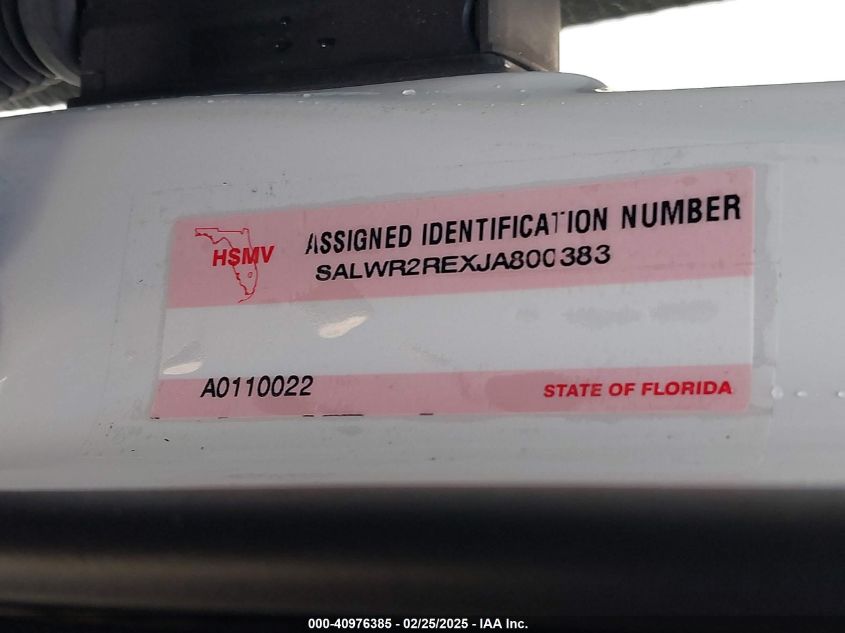 ASSIGNED IDENTIFICATION NUMBER
HSMV
SALWR2REXJA800383
A0110022
STATE OF FLORIDA
000-40976385 - 02/25/2025 - IAA Inc.